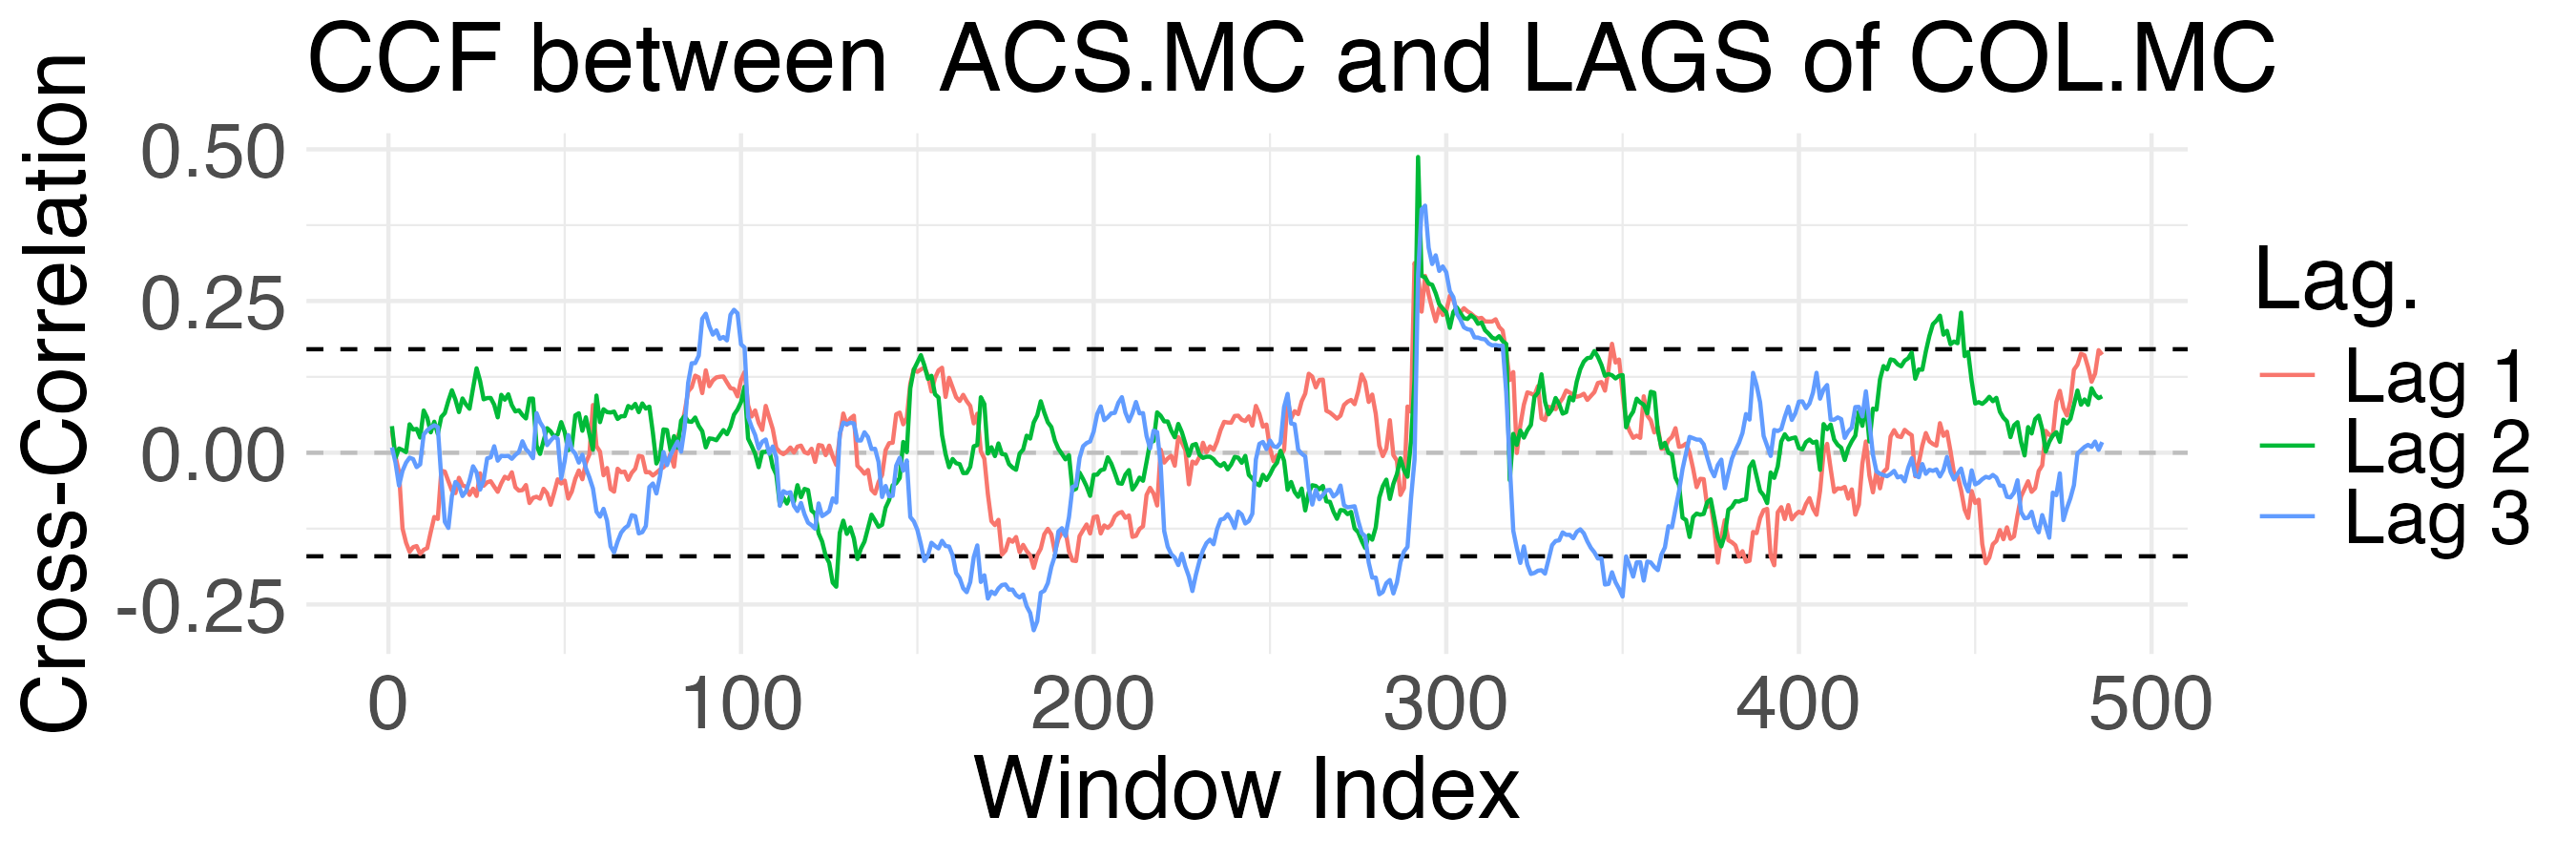 CCF between  ACS.MC and LAGS of COL.MC
Cross-Correlation
0.50
0.25
0.00
-0.25
0 100 200 300 400 500
Window Index
Lag.
Lag 1
Lag 2
Lag 3